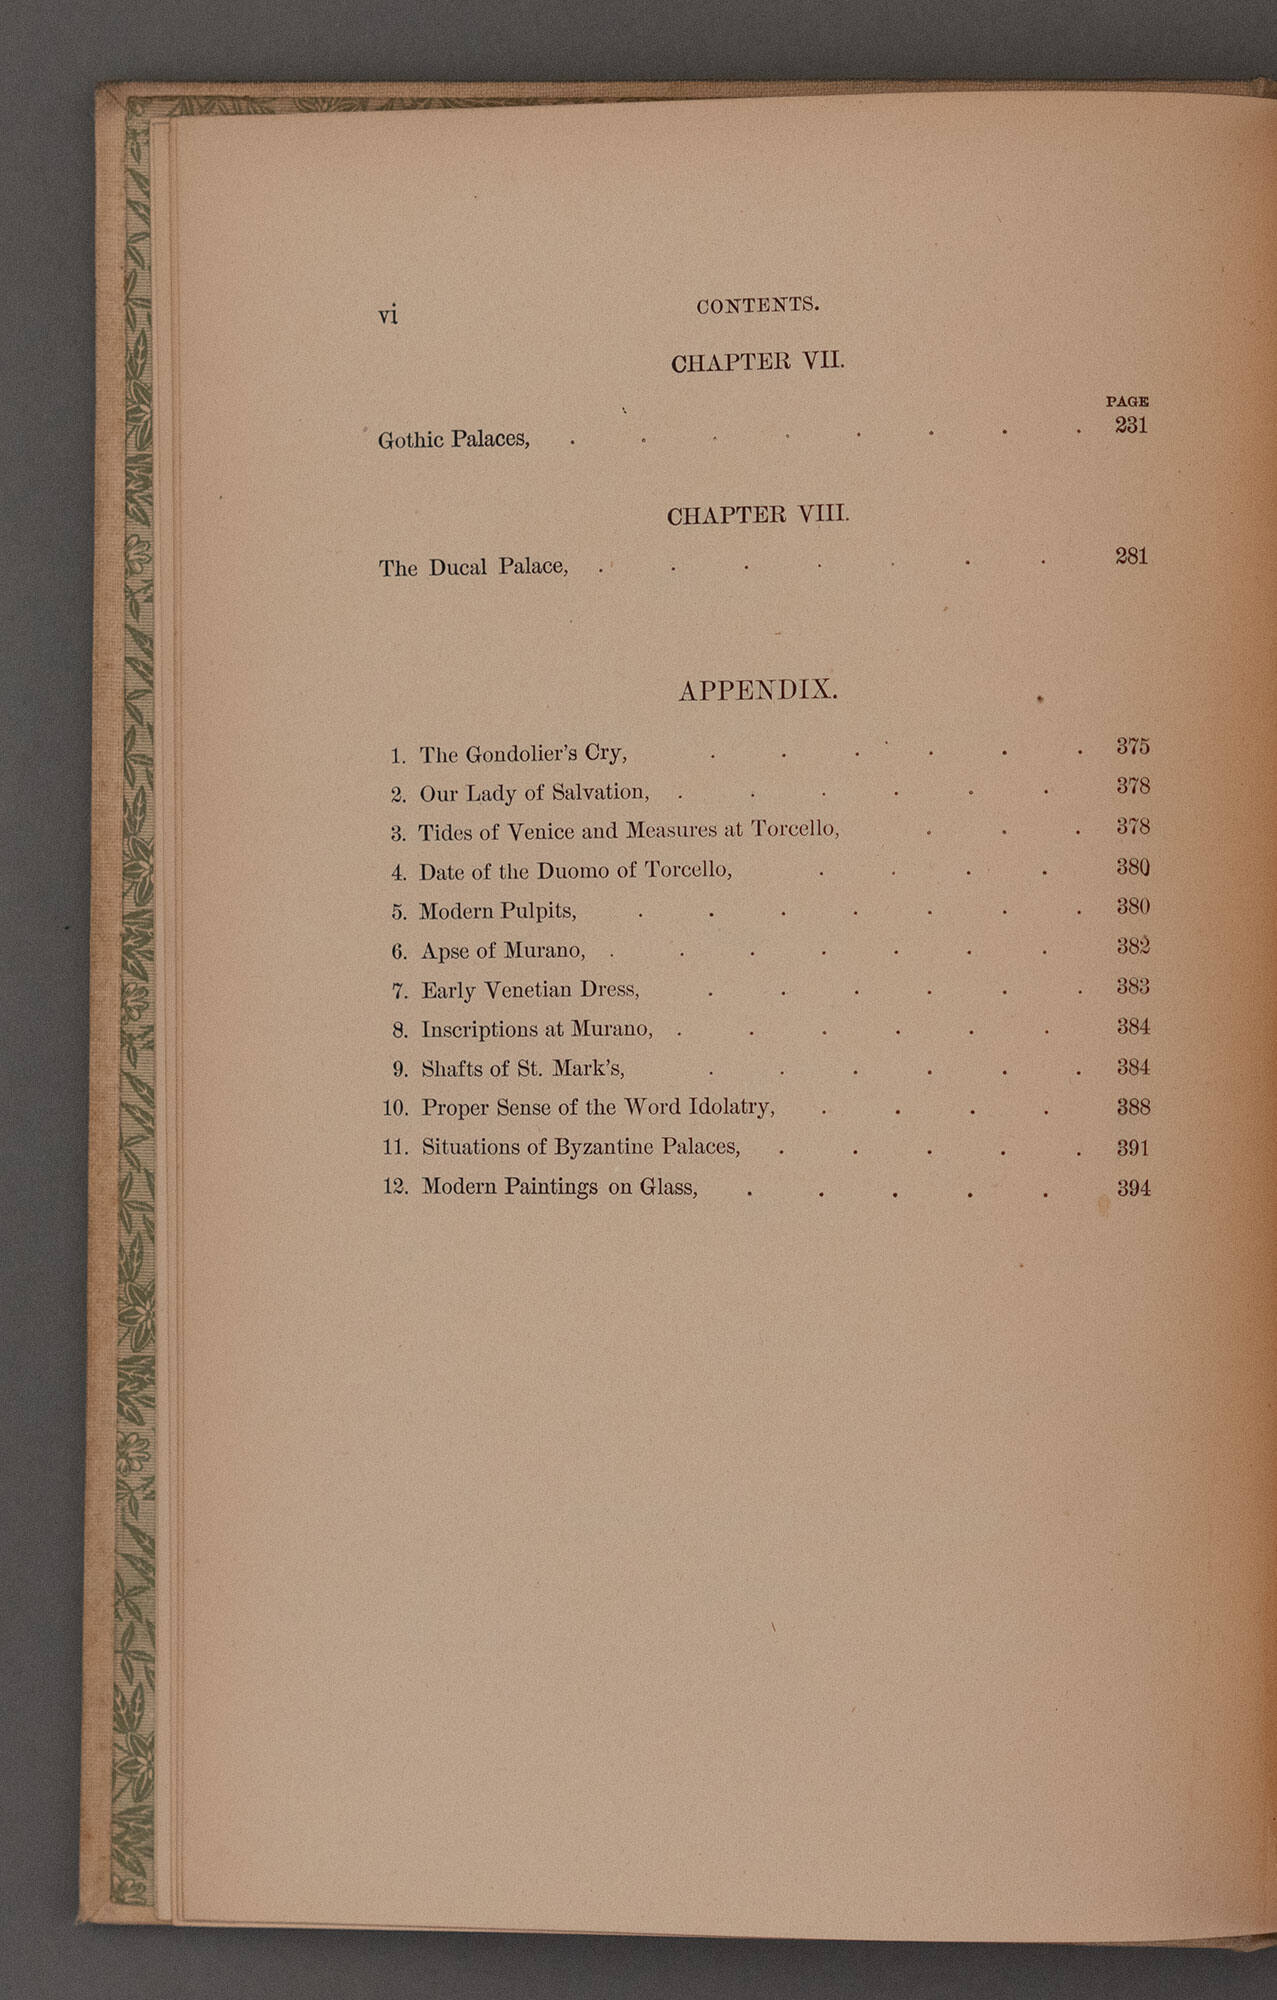 vi CONTENTS.
CHAPTER VII.
PAGE
Gothic Palaces, . . . . . . . . 231
CHAPTER VIII.
The Ducal Palace, . . . . . . . 281
APPENDIX.
1. The Gondolier's Cry, . . . . . . 375
2. Our Lady of Salvation, . . . . . . 378
3. Tides of Venice and Measures at Torcello, . . . 378
4. Date of the Duomo of Torcello, . . . . 380
5. Modern Pulpits, . . . . . . . 380
6. Apse of Murano, . . . . . . . 382
7. Early Venetian Dress, . . . . . . 383
8. Inscriptions at Murano, . . . . . . 384
9. Shafts of St. Mark's, . . . . . . 384
10. Proper Sense of the Word Idolatry, . . . . 388
11. Situations of Byzantine Palaces, . . . . . 391
12. Modern Paintings on Glass, . . . . . 394